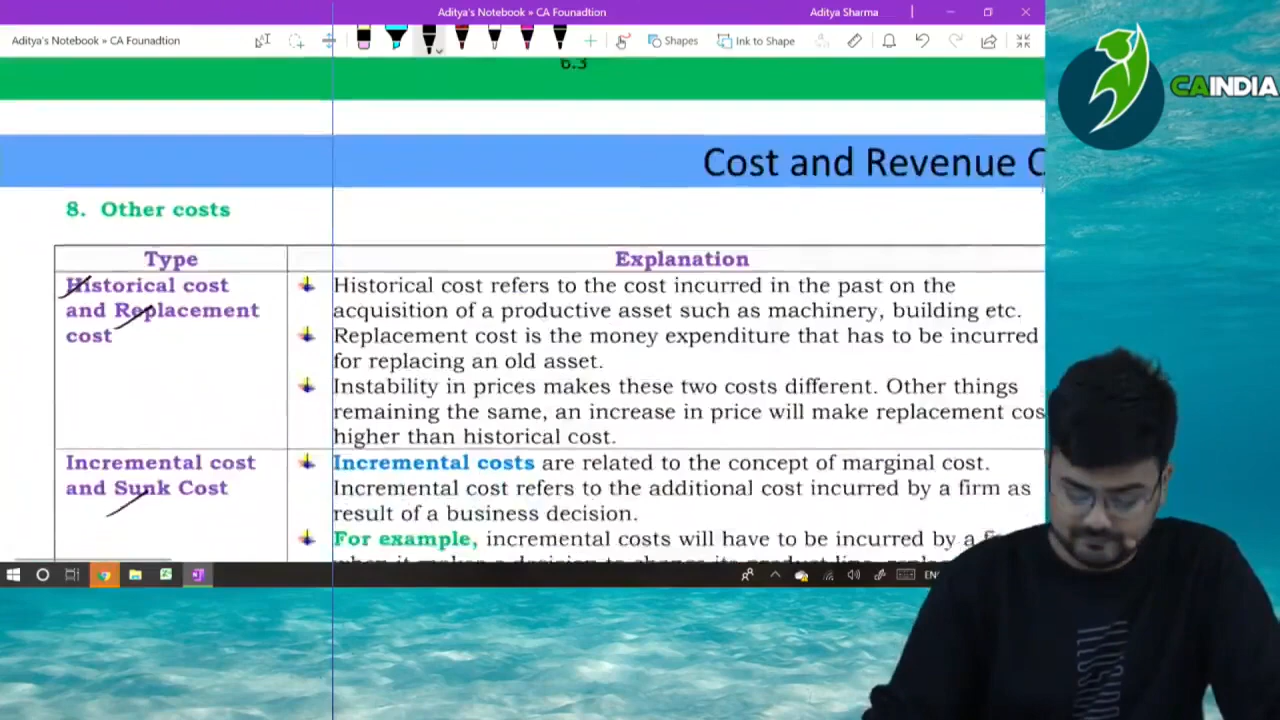 Aditya's Notebook » CA Founadtion
Aditya Sharma
Aditya's Notebook » CA Founadtion
Shapes
Ink to Shape
6.3
CAINDIA
Cost and Revenue C
8. Other costs
Type
Explanation
Historical cost
and Replacement
cost
Historical cost refers to the cost incurred in the past on the
acquisition of a productive asset such as machinery, building etc.
Replacement cost is the money expenditure that has to be incurred
for replacing an old asset.
Instability in prices makes these two costs different. Other things
remaining the same, an increase in price will make replacement cos
higher than historical cost.
Incremental cost
and Sunk Cost
Incremental costs are related to the concept of marginal cost.
Incremental cost refers to the additional cost incurred by a firm as
result of a business decision.
For example, incremental costs will have to be incurred by a
ENG